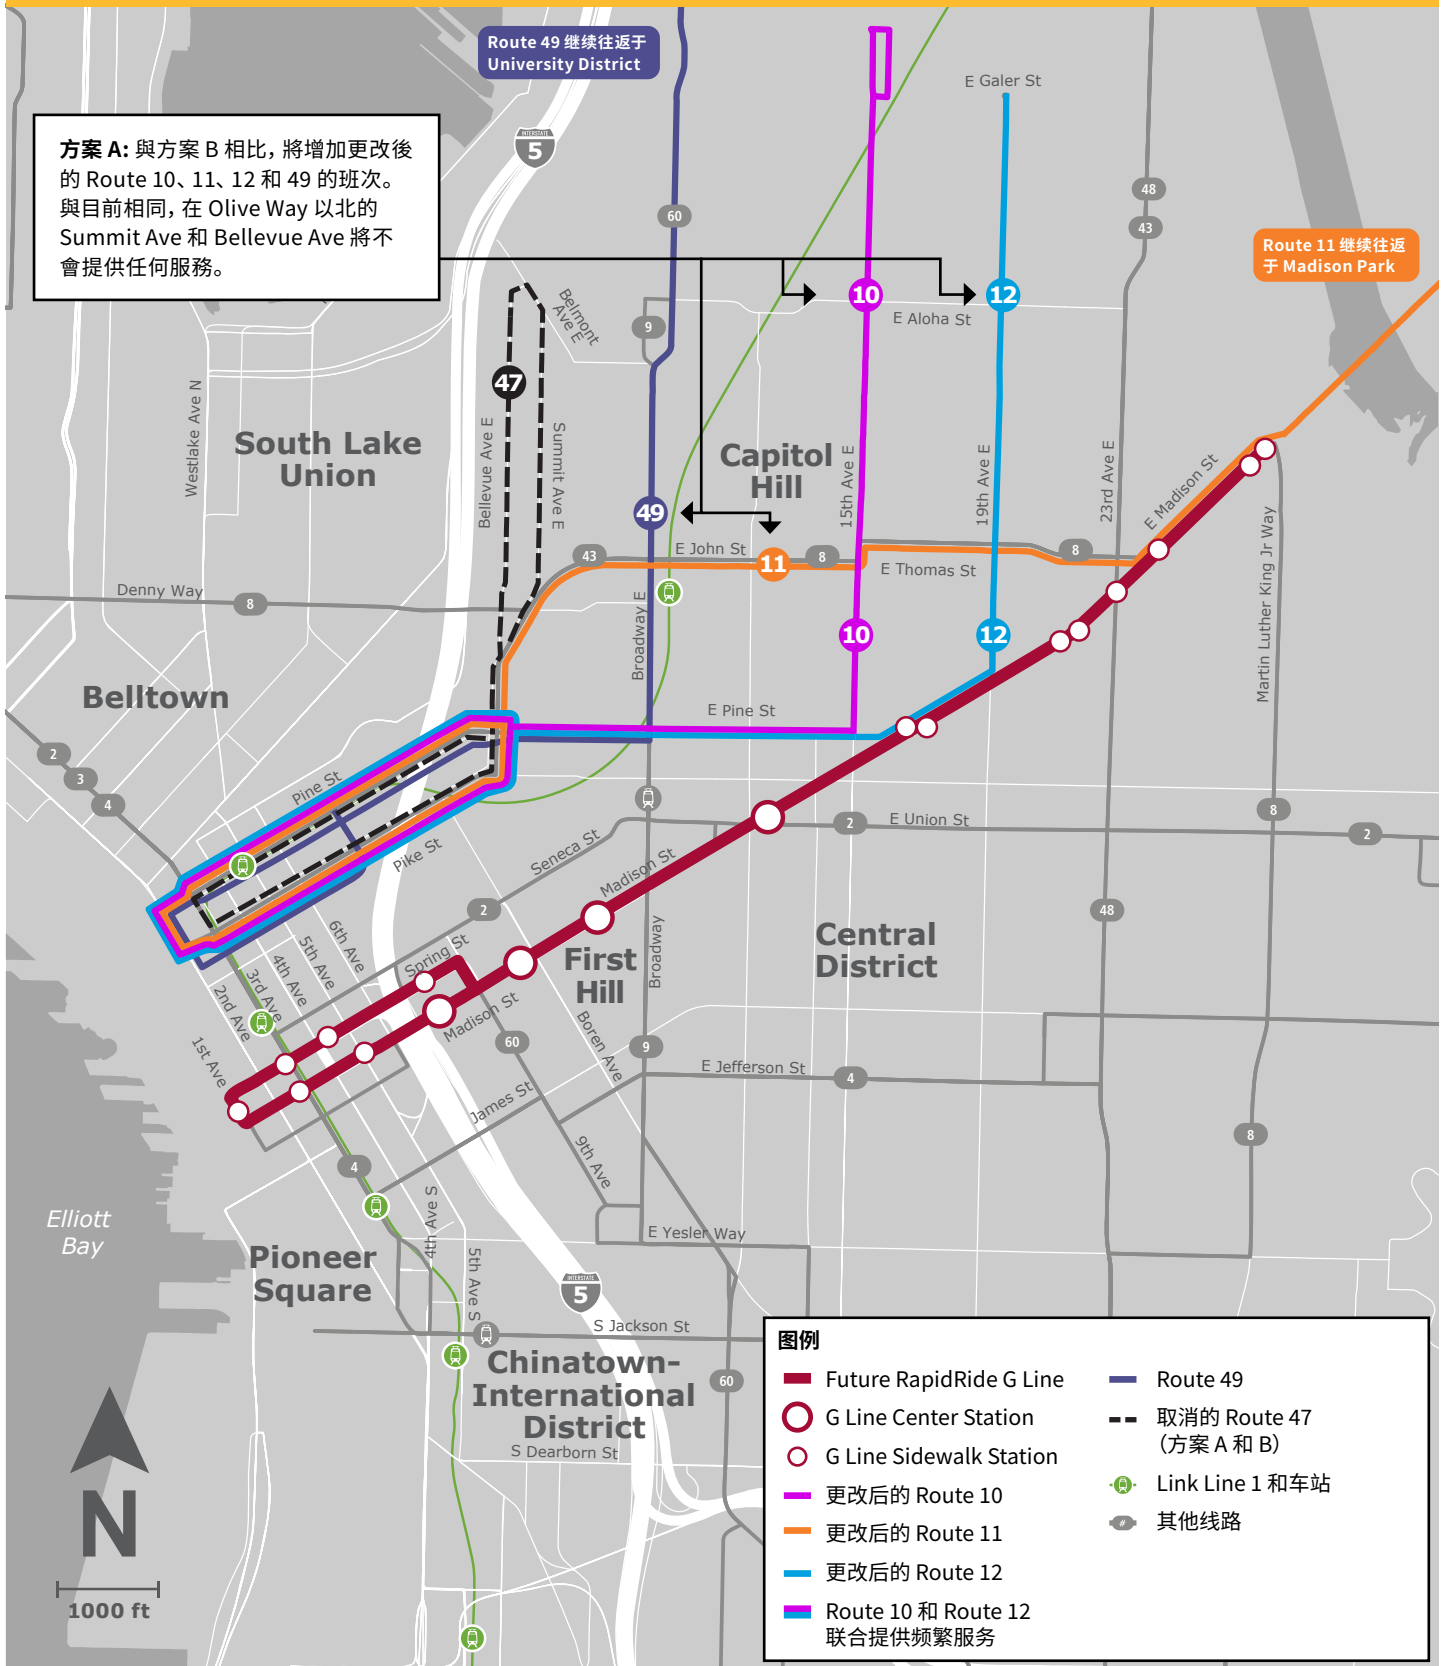 Route 49 继续往返于
University District
E Galer St
INTERSTATE
5
方案 A: 與方案 B 相比，將增加更改後
的 Route 10、11、12 和 49 的班次。
與目前相同，在 Olive Way 以北的
Summit Ave 和 Bellevue Ave 將不
會提供任何服務。
48
60
43
Route 11 继续往返
于 Madison Park
10
12
Belmont
Ave E
9
E Aloha St
47
Westlake Ave N
South Lake
Union
Bellevue Ave E
Summit Ave E
Capitol
Hill
15th Ave E
19th Ave E
23rd Ave E
E Madison St
49
43
E John St
8
8
11
E Thomas St
Denny Way
8
Broadway E
10
12
Martin Luther King Jr Way
Belltown
E Pine St
2
3
4
Pine St
Pike St
Seneca St
Madison St
2
E Union St
8
2
2
48
6th Ave
5th Ave
4th Ave
3rd Ave
2nd Ave
1st Ave
Spring St
First
Hill
Broadway
Central
District
Madison St
60
Boren Ave
9
E Jefferson St
4
James St
9th Ave
8
4
Elliott
Bay
Pioneer
Square
4th Ave S
5th Ave S
E Yesler Way
INTERSTATE
5
S Jackson St
Chinatown-
International
District
60
S Dearborn St
N
1000 ft
图例
Future RapidRide G Line
G Line Center Station
G Line Sidewalk Station
更改后的 Route 10
更改后的 Route 11
更改后的 Route 12
Route 10 和 Route 12
联合提供频繁服务
Route 49
取消的 Route 47
（方案 A 和 B）
Link Line 1 和车站
#
其他线路